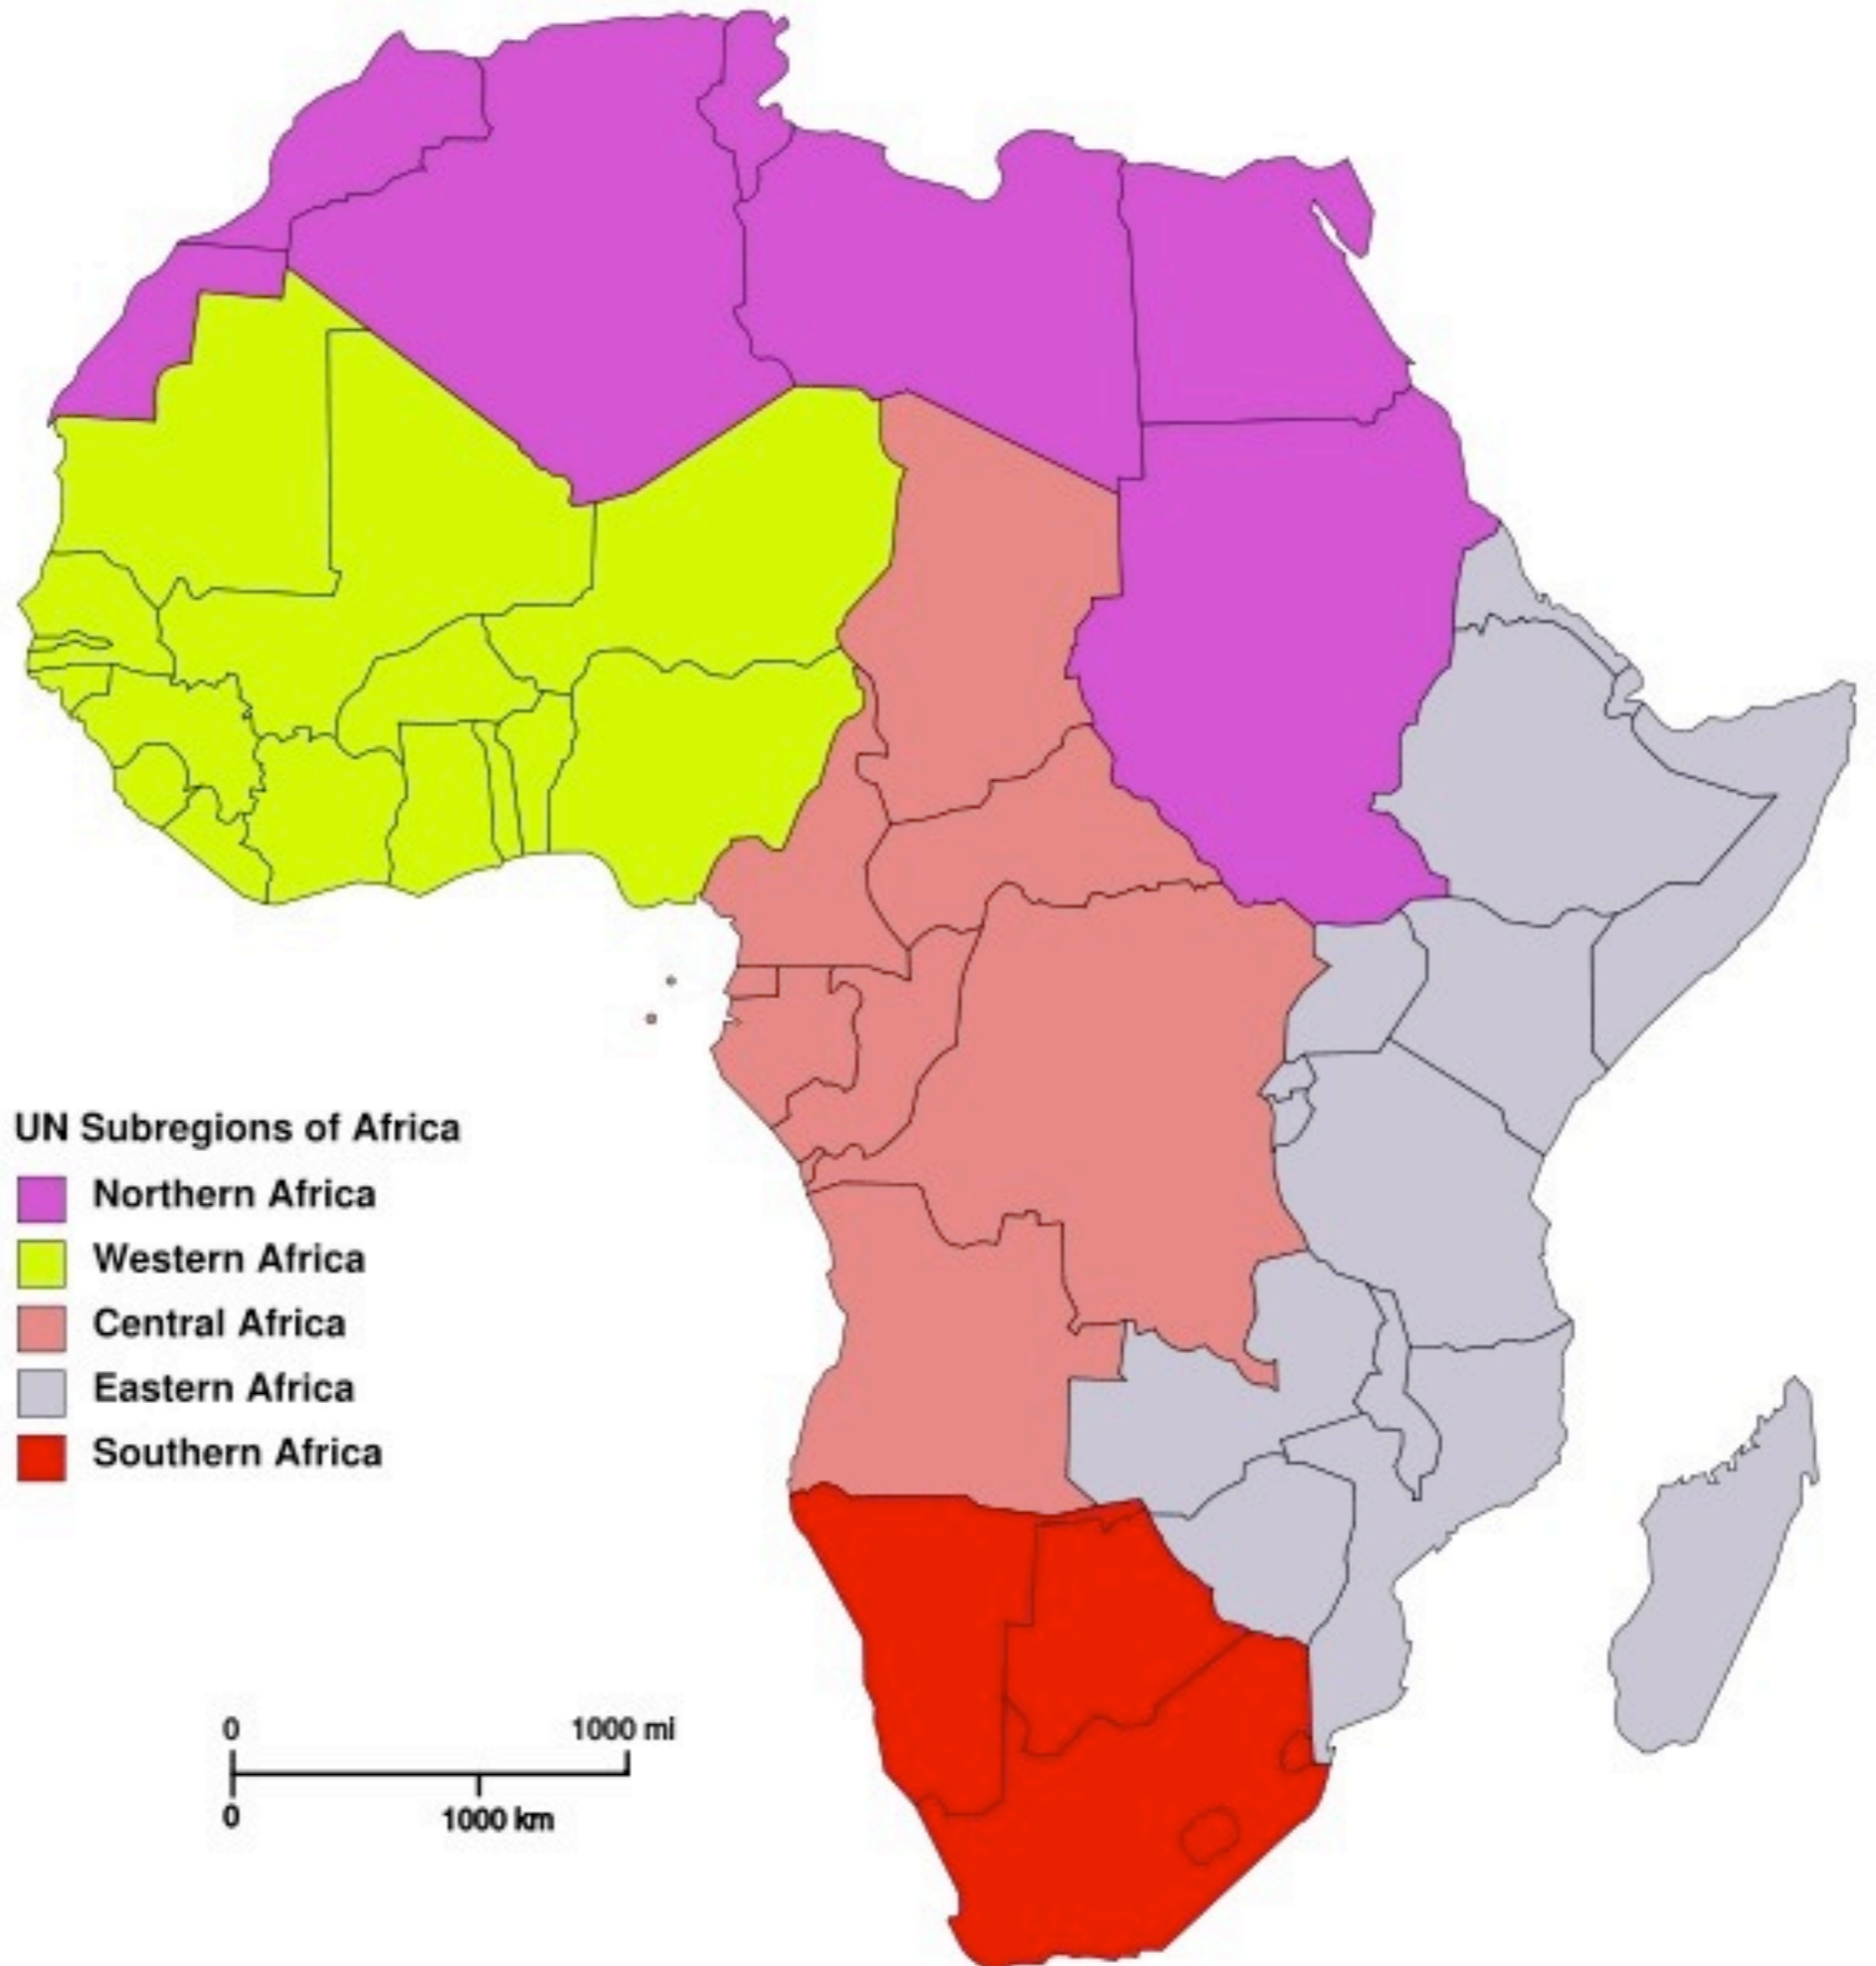 UN Subregions of Africa
Northern Africa
Western Africa
Central Africa
Eastern Africa
Southern Africa
0 1000 mi
0 1000 km